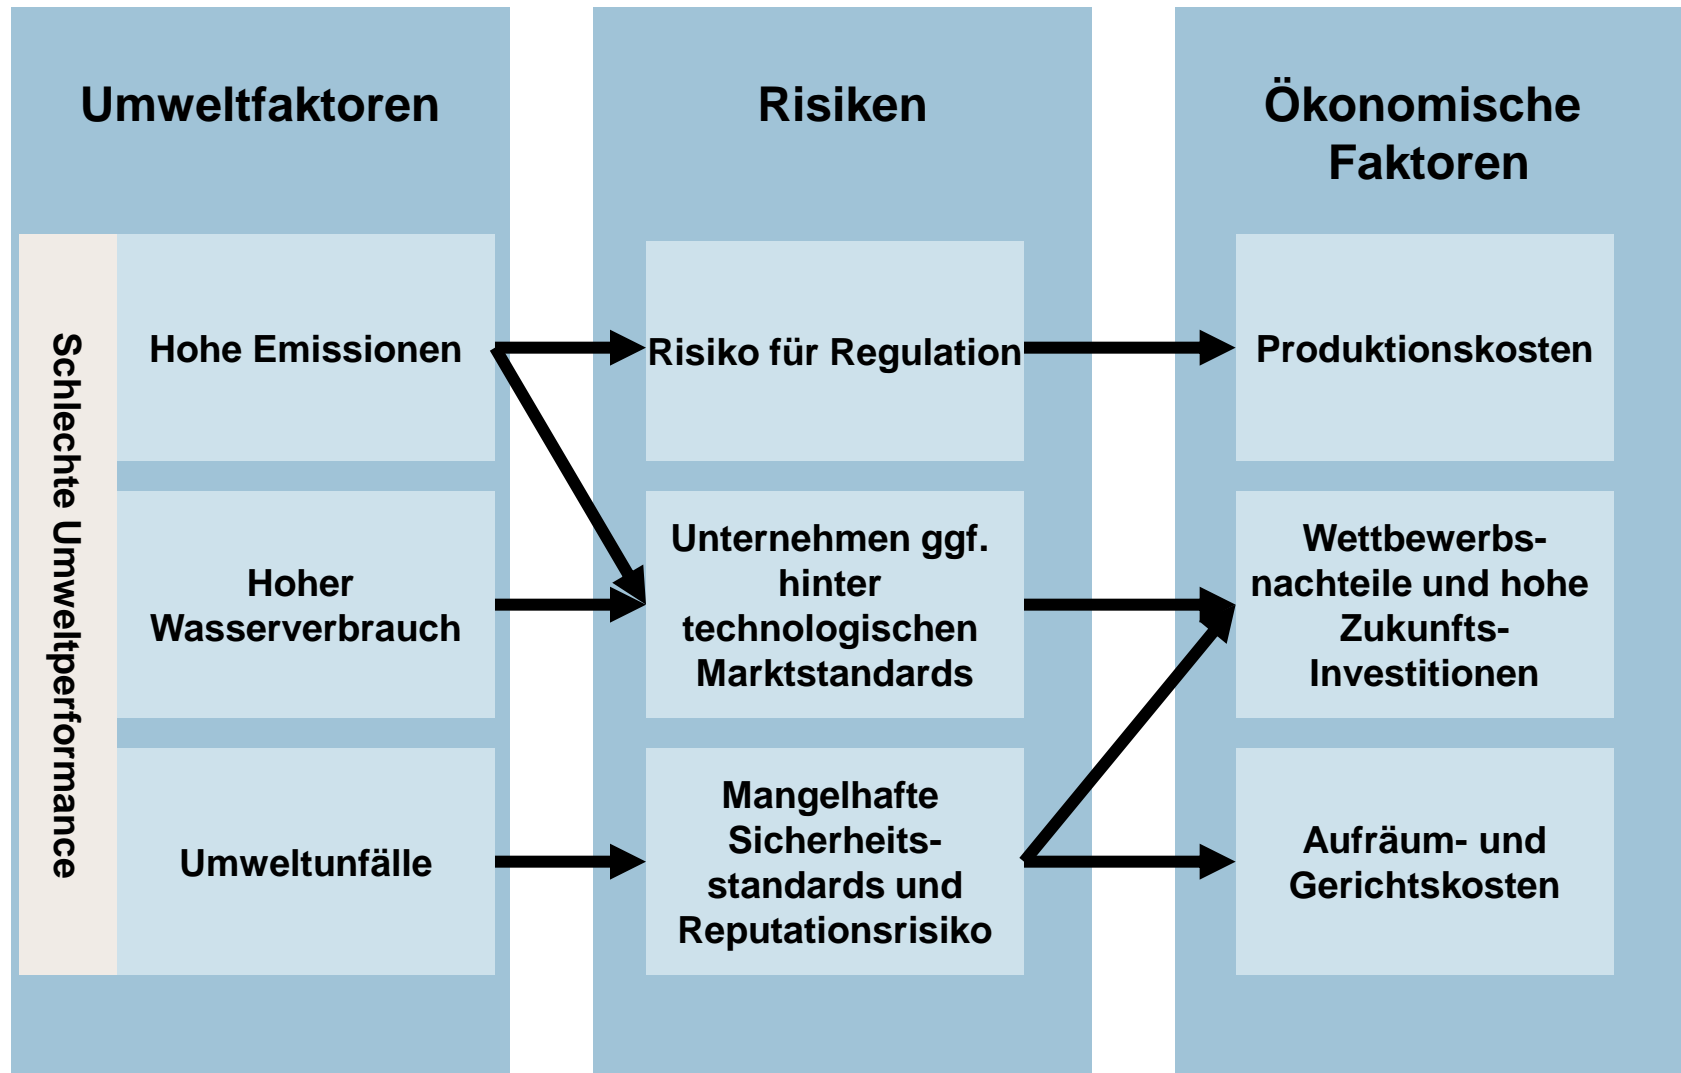 Umweltfaktoren
Risiken
Ökonomische
Faktoren
Schlechte Umweltperformance
Hohe Emissionen
Risiko für Regulation
Produktionskosten
Hoher
Wasserverbrauch
Unternehmen ggf.
hinter
technologischen
Marktstandards
Wettbewerbs-
nachteile und hohe
Zukunfts-
Investitionen
Umweltunfälle
Mangelhafte
Sicherheits-
standards und
Reputationsrisiko
Aufräum- und
Gerichtskosten